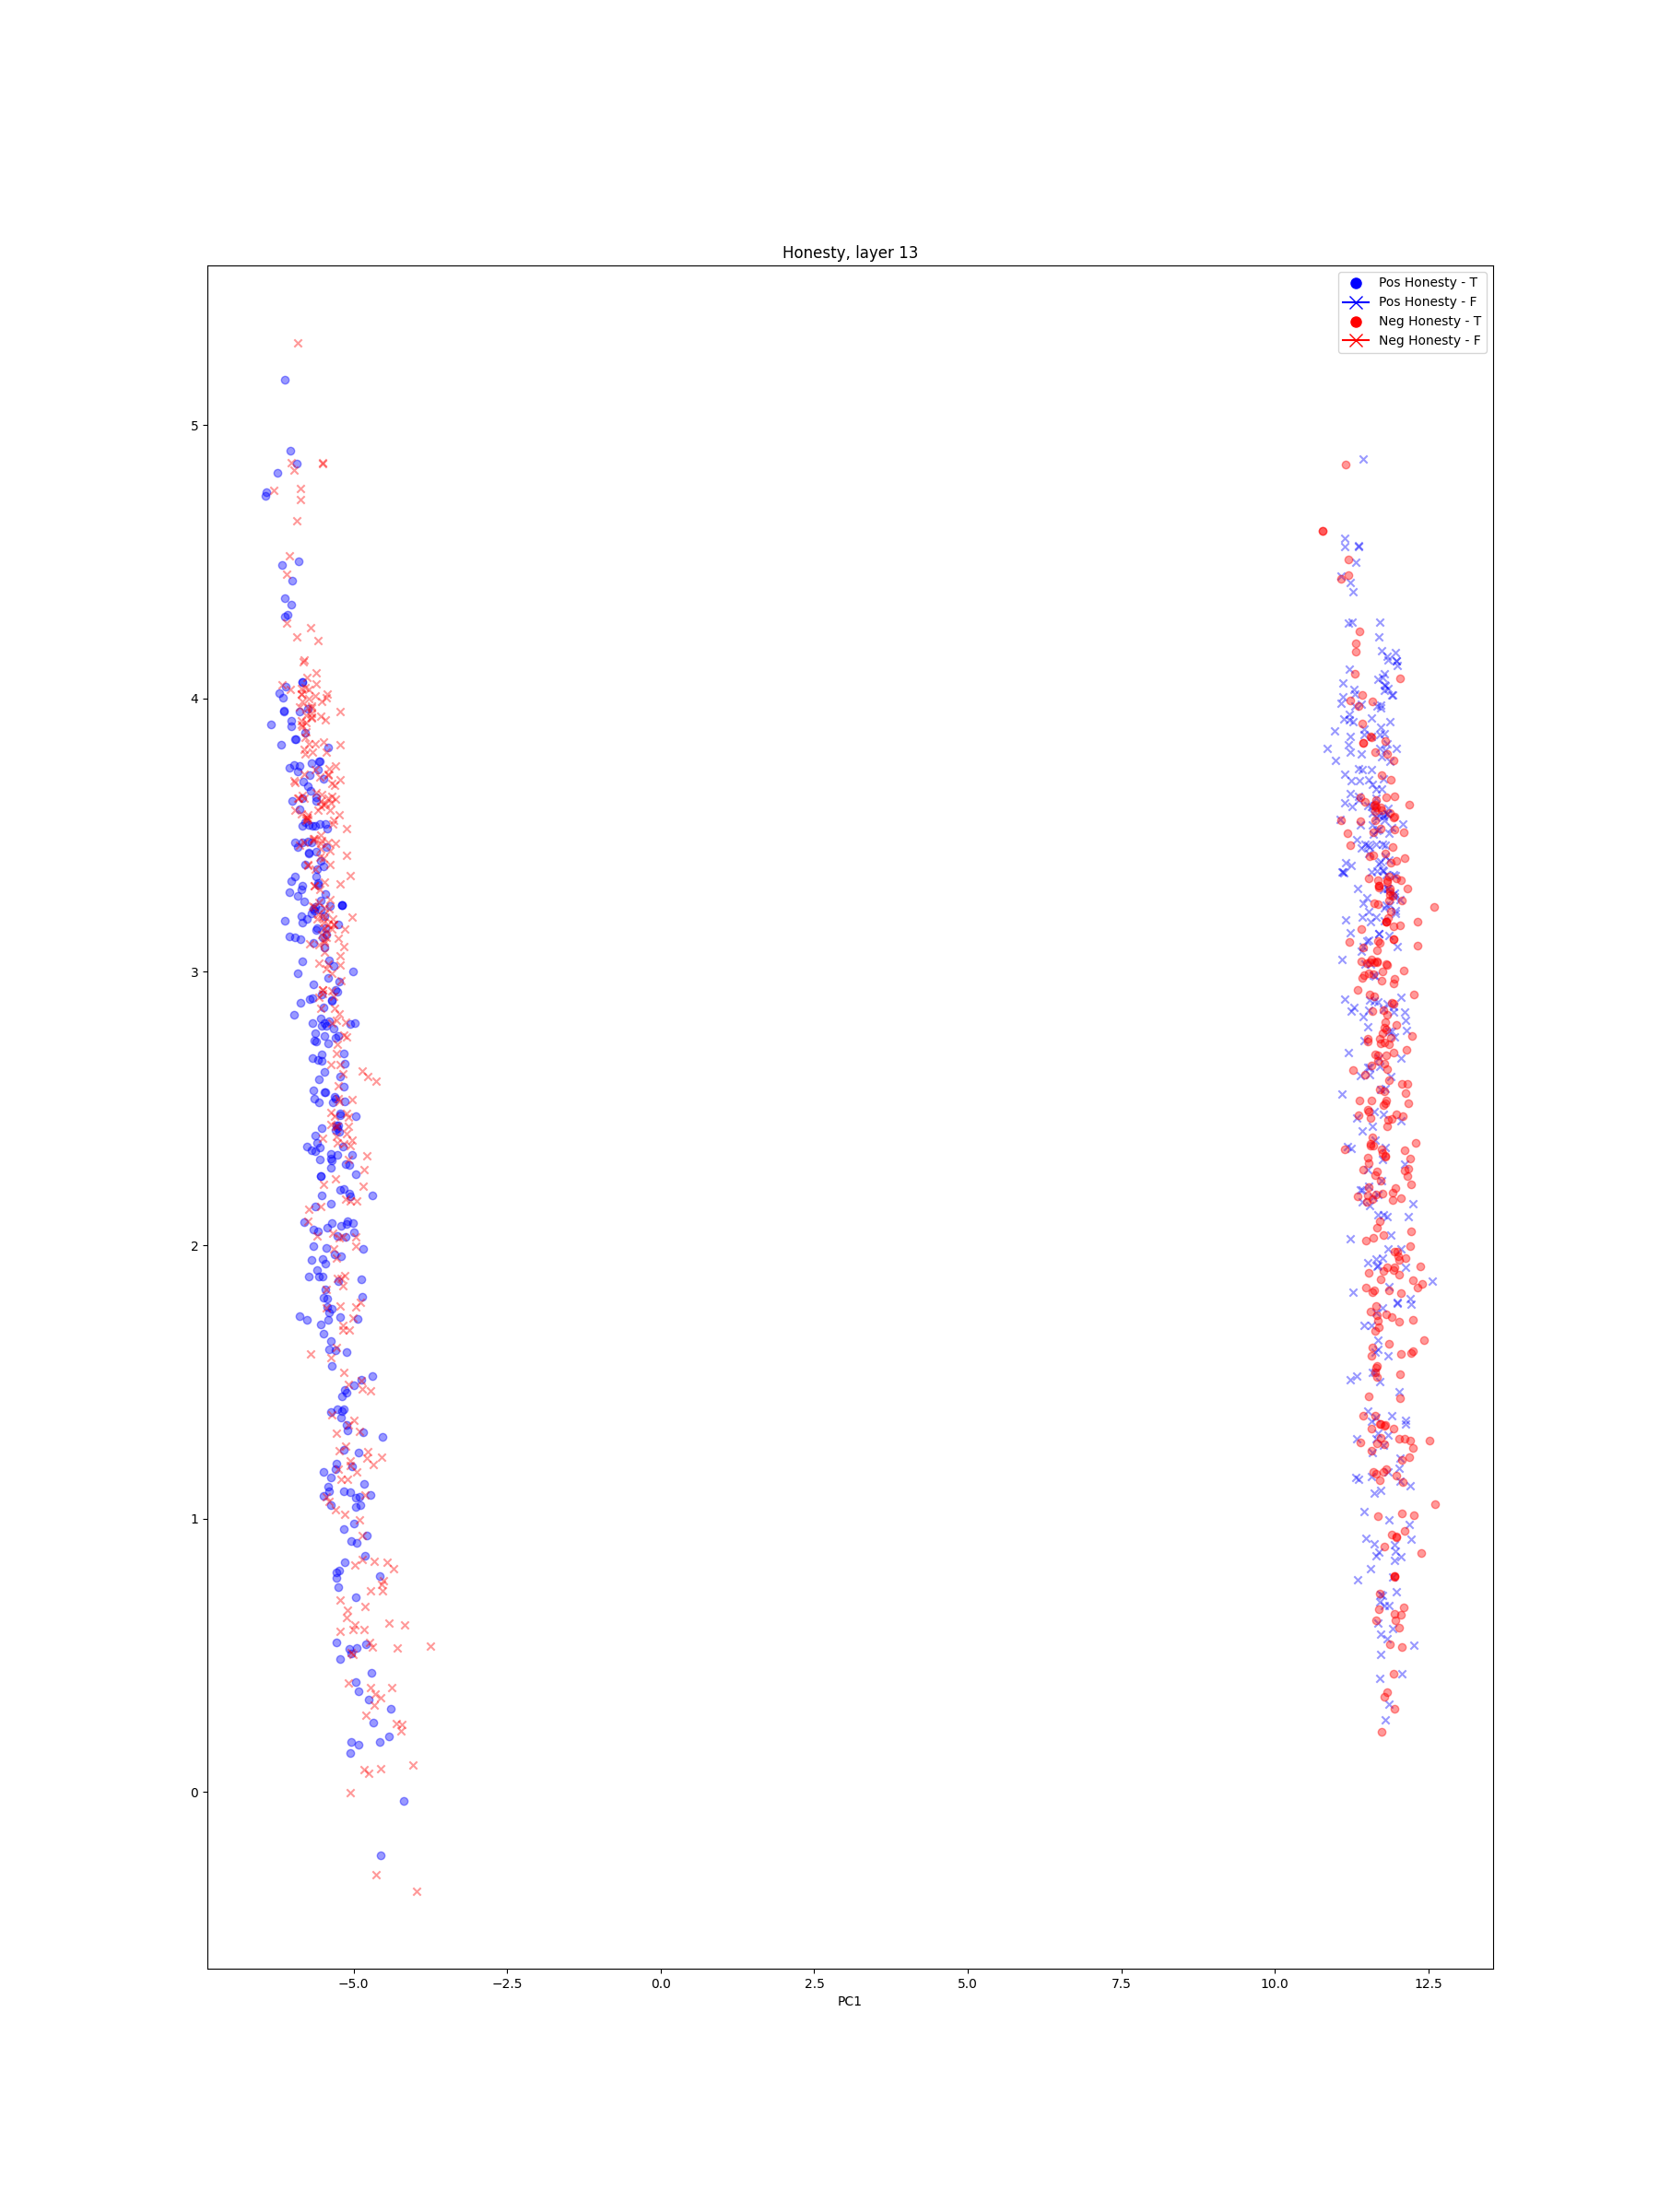 Honesty, layer 13
Pos Honesty - T
Pos Honesty - F
Neg Honesty - T
Neg Honesty - F
5
4
3
2
1
0
−5.0 −2.5 0.0 2.5 5.0 7.5 10.0 12.5
PC1